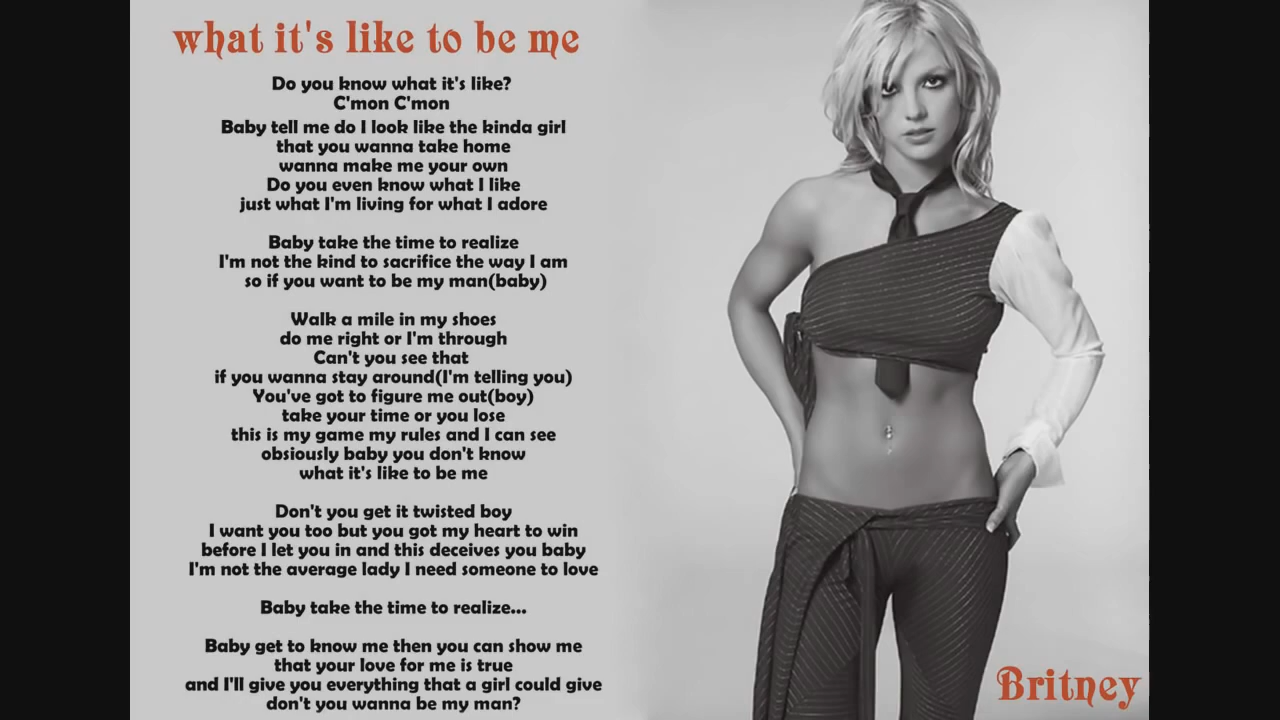 what it's like to be me
Do you know what it's like?
C'mon C'mon
Baby tell me do I look like the kinda girl
that you wanna take home
wanna make me your own
Do you even know what I like
just what I'm living for what I adore
Baby take the time to realize
I'm not the kind to sacrifice the way I am
so if you want to be my man(baby)
Walk a mile in my shoes
do me right or I'm through
Can't you see that
if you wanna stay around(I'm telling you)
You've got to figure me out(boy)
take your time or you lose
this is my game my rules and I can see
obsiously baby you don't know
what it's like to be me
Don't you get it twisted boy
I want you too but you got my heart to win
before I let you in and this deceives you baby
I'm not the average lady I need someone to love
Baby take the time to realize...
Baby get to know me then you can show me
that your love for me is true
and I'll give you everything that a girl could give
don't you wanna be my man?
Britney